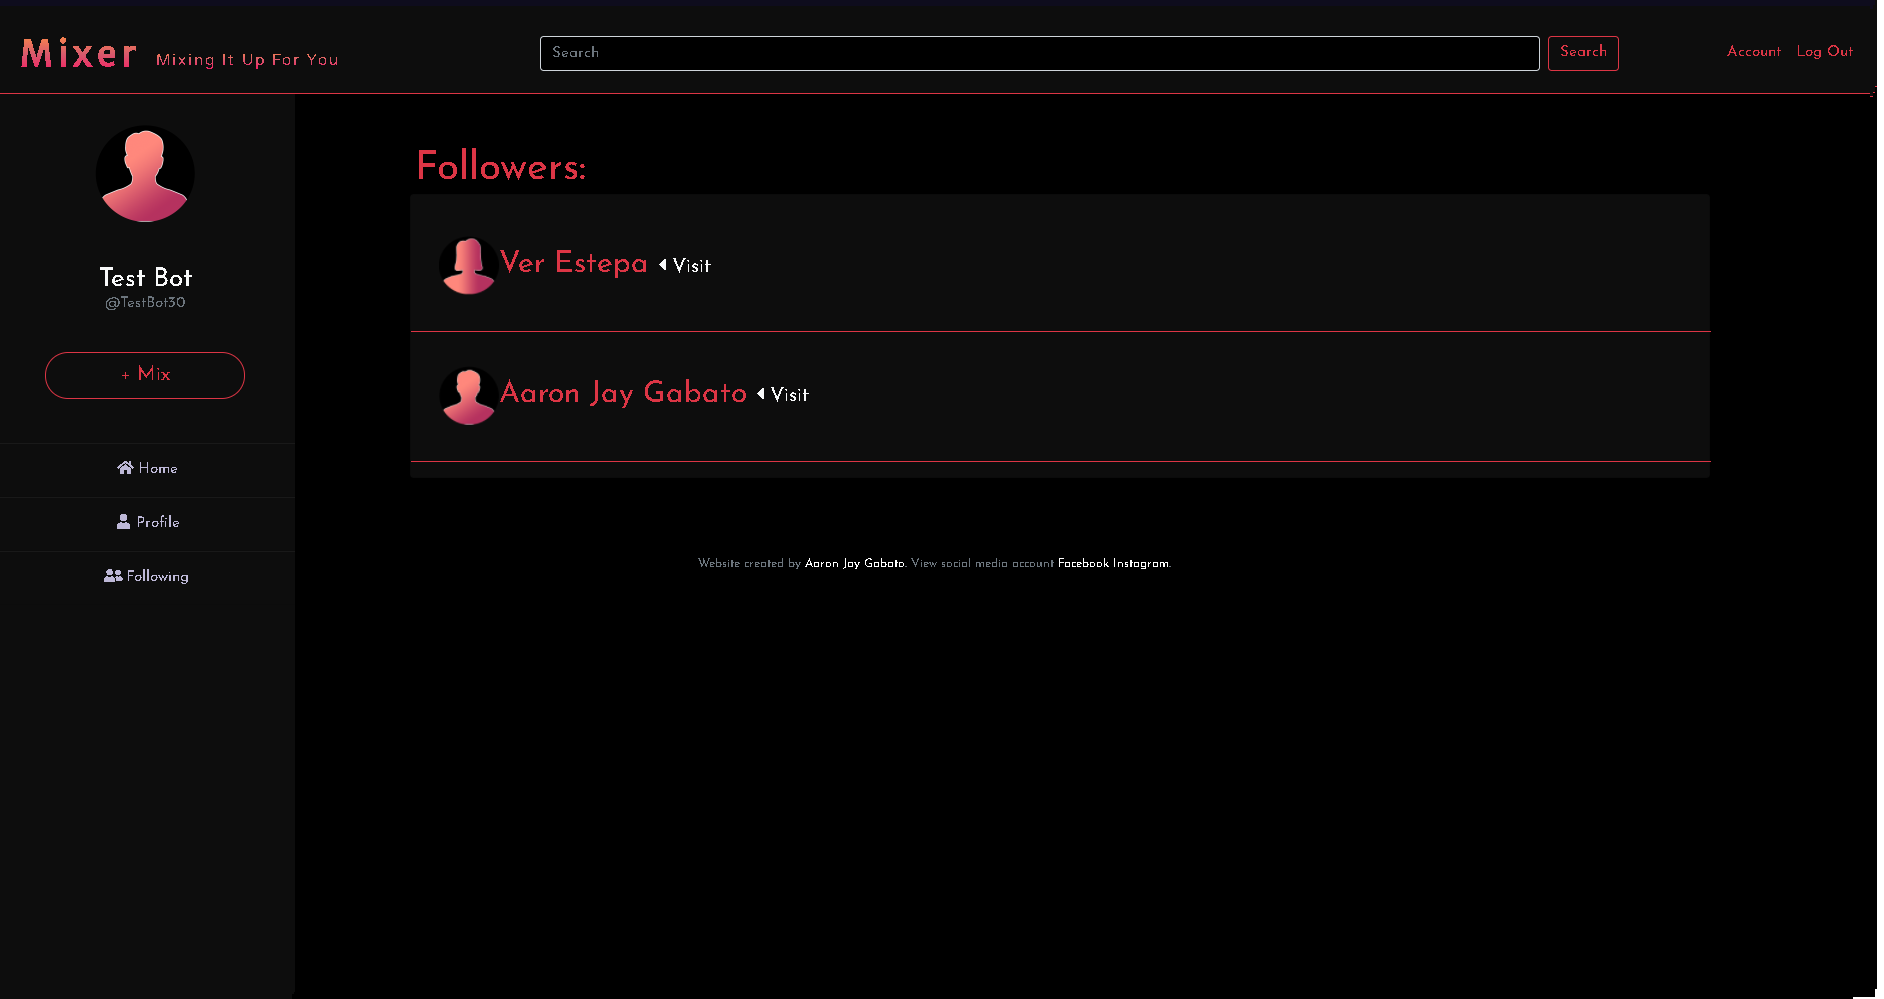 Mixer Mixing It Up For You
Search
Search
Account Log Out
Test Bot
@TestBot30
+ Mix
Home
Profile
Following
Followers:
Ver Estepa Visit
Aaron Jay Gabato Visit
Website created by Aaron Jay Gabato. View social media account Facebook Instagram.